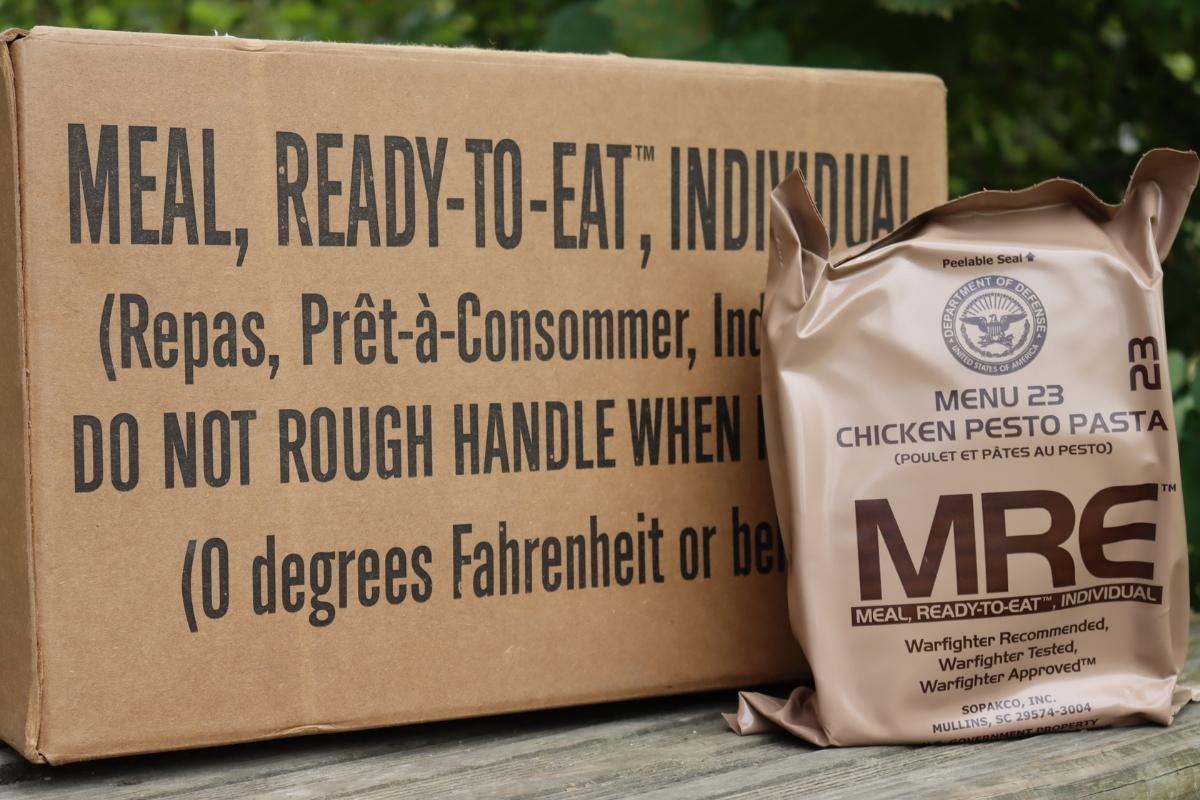 MEAL, READY-TO-EAT™, INDIVIDUAL
(Repas, Prêt-à-Consommer,
DO NOT ROUGH HANDLE WHEN
(0 degrees Fahrenheit or
Peelable Seal
DEPARTMENT OF DEFENSE
UNITED STATES OF AMERICA
23
MENU 23
CHICKEN PESTO PASTA
(POULET ET PÂTES AU PESTO)
MRE™
MEAL, READY-TO-EAT™, INDIVIDUAL
Warfighter Recommended,
Warfighter Tested,
Warfighter Approved™
SOPAKCO, INC.
MULLINS, SC 29574-3004
U.S. GOVERNMENT PROPERTY